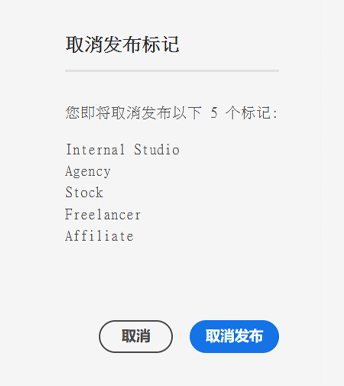 取消发布标记
您即将取消发布以下 5 个标记:
Internal Studio
Agency
Stock
Freelancer
Affiliate
取消 取消发布